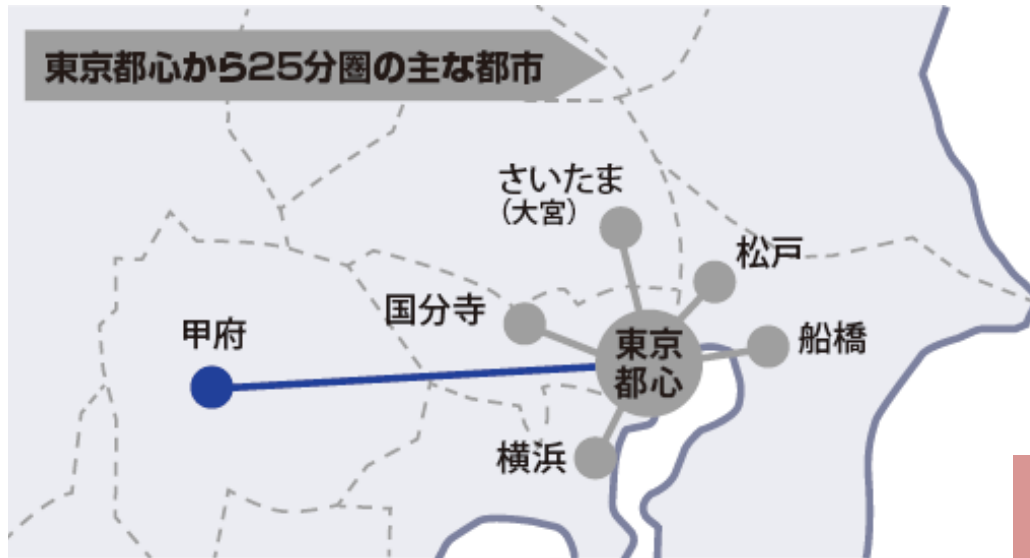 東京都心から25分圏の主な都市
さいたま
（大宮）
松戸
国分寺
甲府
船橋
東京
都心
横浜